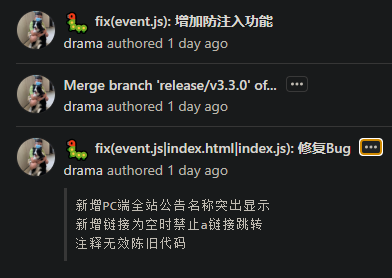 🐛 fix(event.js): 增加防注入功能
drama authored 1 day ago
Merge branch 'release/v3.3.0' of...
drama authored 1 day ago
🐛 fix(event.js|index.html|index.js): 修复Bug
drama authored 1 day ago
新增PC端全站公告名称突出显示
新增链接为空时禁止a链接跳转
注释无效陈旧代码